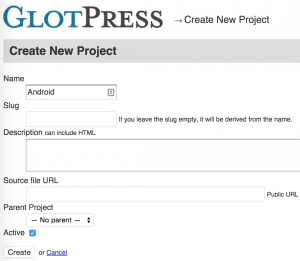 GLOTPRESS → Create New Project
Create New Project
Name
Android
Slug
If you leave the slug empty, it will be derived from the name.
Description can include HTML
Source file URL
Public URL
Parent Project
— No parent —
Active
Create or Cancel